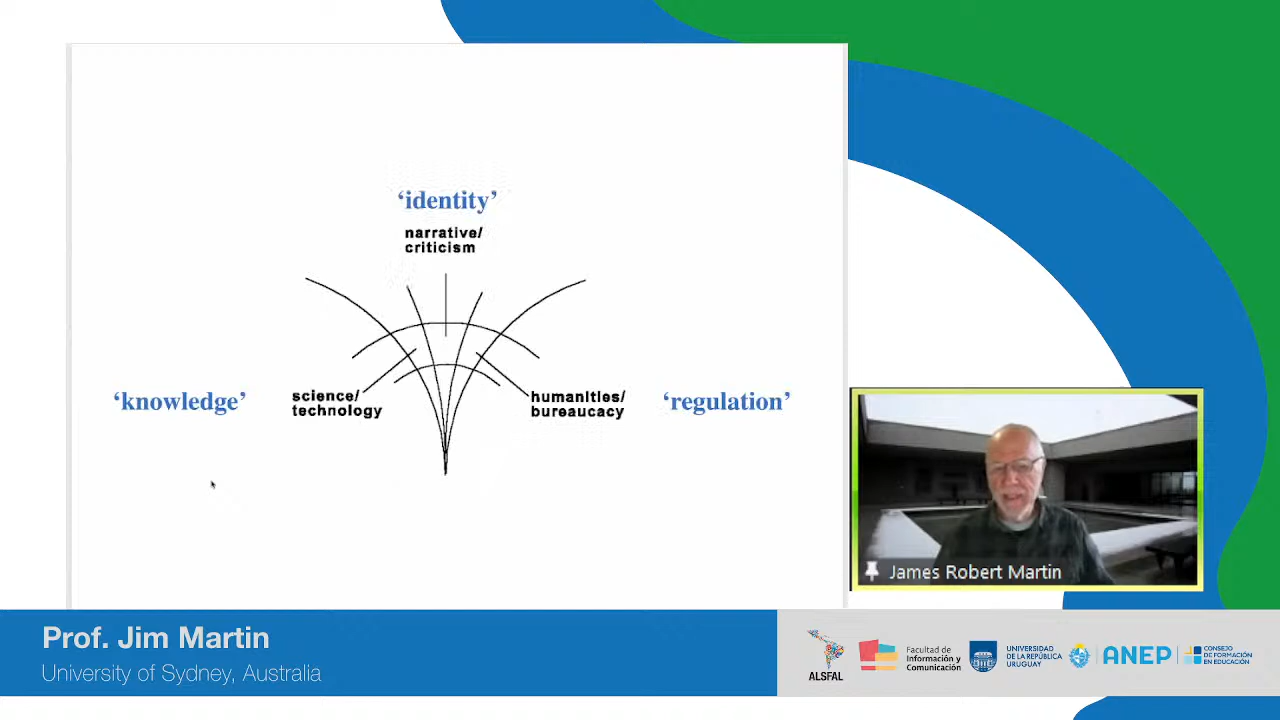 ‘identity’
narrative/
criticism
‘knowledge’
science/
technology
humanities/
bureaucacy
‘regulation’
James Robert Martin
Prof. Jim Martin
University of Sydney, Australia
ALSFAL
Facultad de
Información y
Comunicación
UNIVERSIDAD
DE LA REPÚBLICA
URUGUAY
ANEP
CONSEJO
DE FORMACIÓN
EN EDUCACIÓN